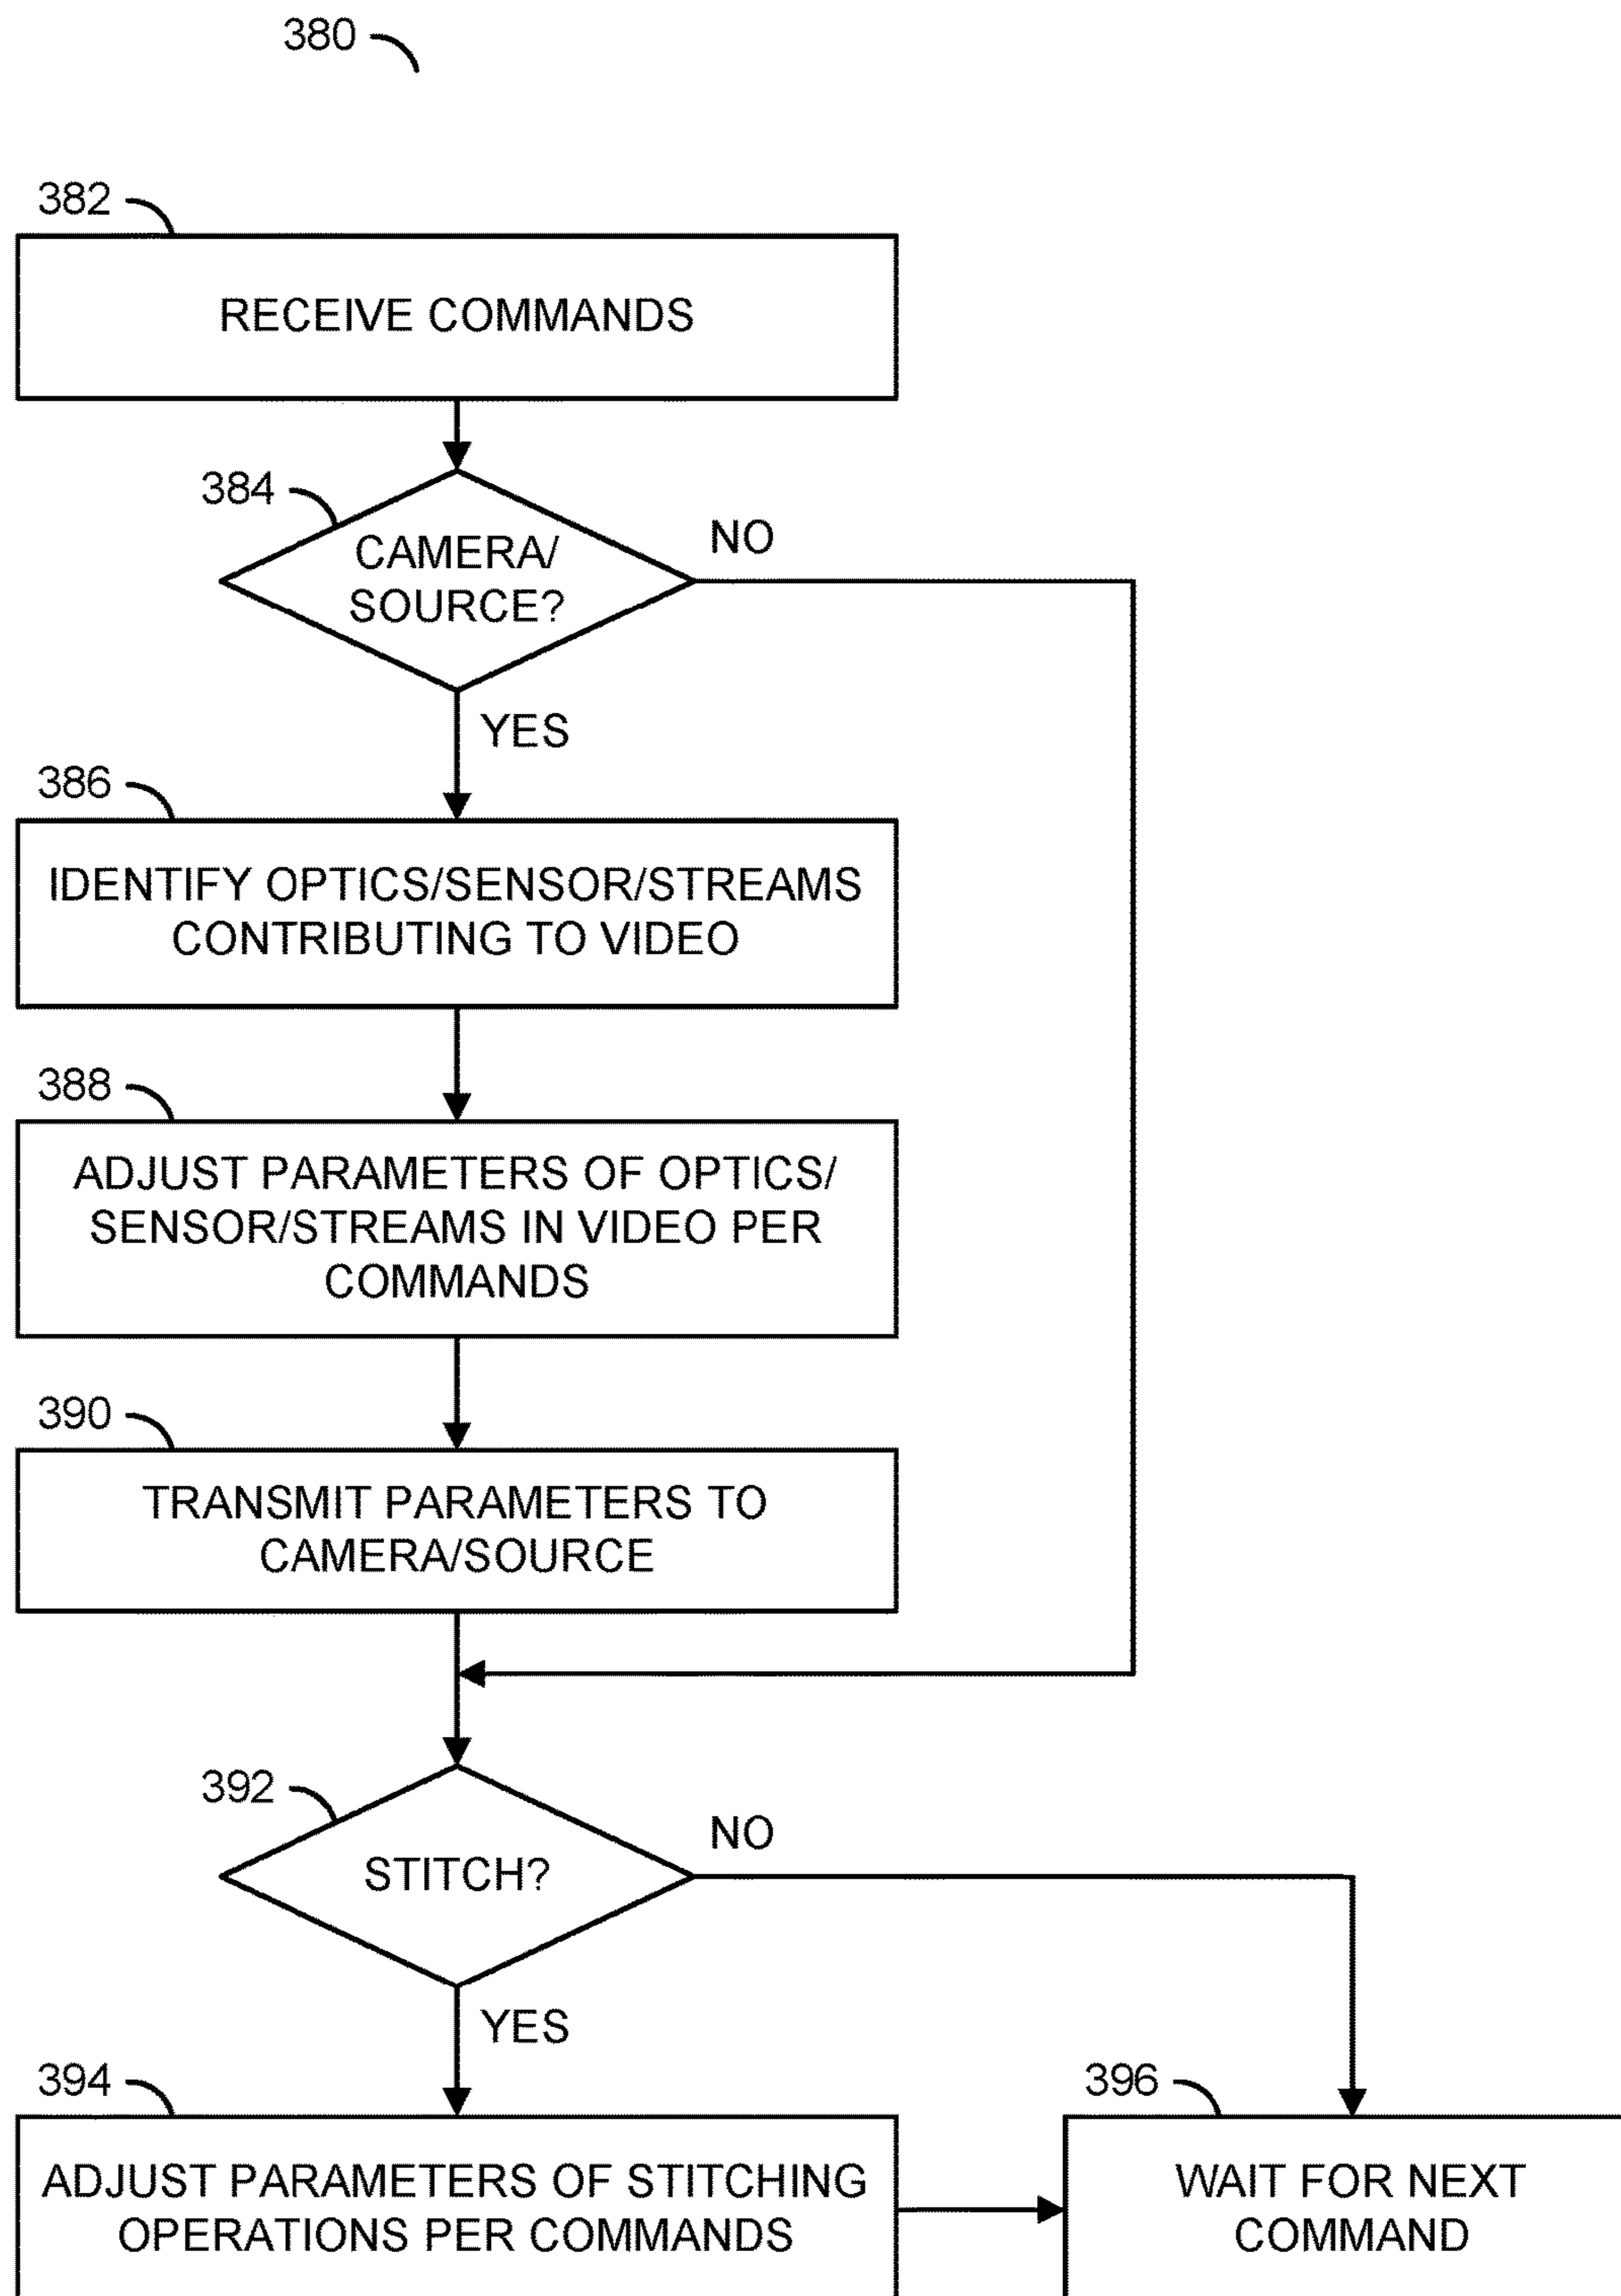 380
382
RECEIVE COMMANDS
384
CAMERA/
SOURCE?
NO
YES
386
IDENTIFY OPTICS/SENSOR/STREAMS
CONTRIBUTING TO VIDEO
388
ADJUST PARAMETERS OF OPTICS/
SENSOR/STREAMS IN VIDEO PER
COMMANDS
390
TRANSMIT PARAMETERS TO
CAMERA/SOURCE
392
STITCH?
NO
YES
394
ADJUST PARAMETERS OF STITCHING
OPERATIONS PER COMMANDS
396
WAIT FOR NEXT
COMMAND